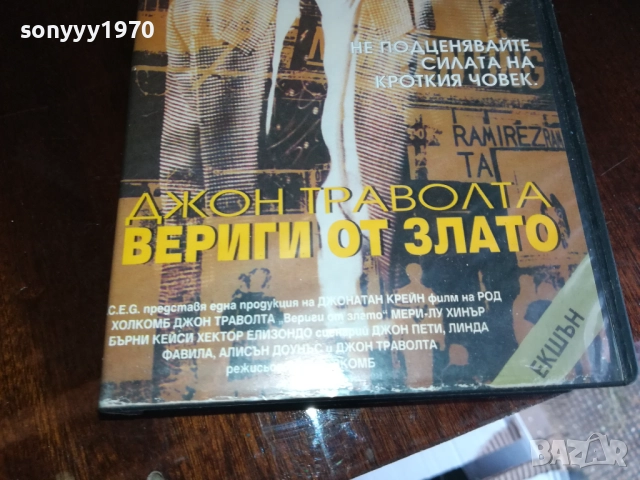 sonyyy1970
НЕ ПОДЦЕНЯВАЙТЕ
СИЛАТА НА
КРОТКИЯ ЧОВЕК.
RAMIREZ
TA
ДЖОН ТРАВОЛТА
ВЕРИГИ ОТ ЗЛАТО
C.E.G. представя една продукция на ДЖОНАТАН КРЕЙН филм на РОД
ХОЛКОМБ ДЖОН ТРАВОЛТА „Вериги от злато" МЕРИ-ЛУ ХИНЪР
БЪРНИ КЕЙСИ ХЕКТОР ЕЛИЗОНДО сценарий ДЖОН ПЕТИ, ЛИНДА
ФАВИЛА, АЛИСЪН ДОУНЪС и ДЖОН ТРАВОЛТА
ЕКШЪН
BAZAR